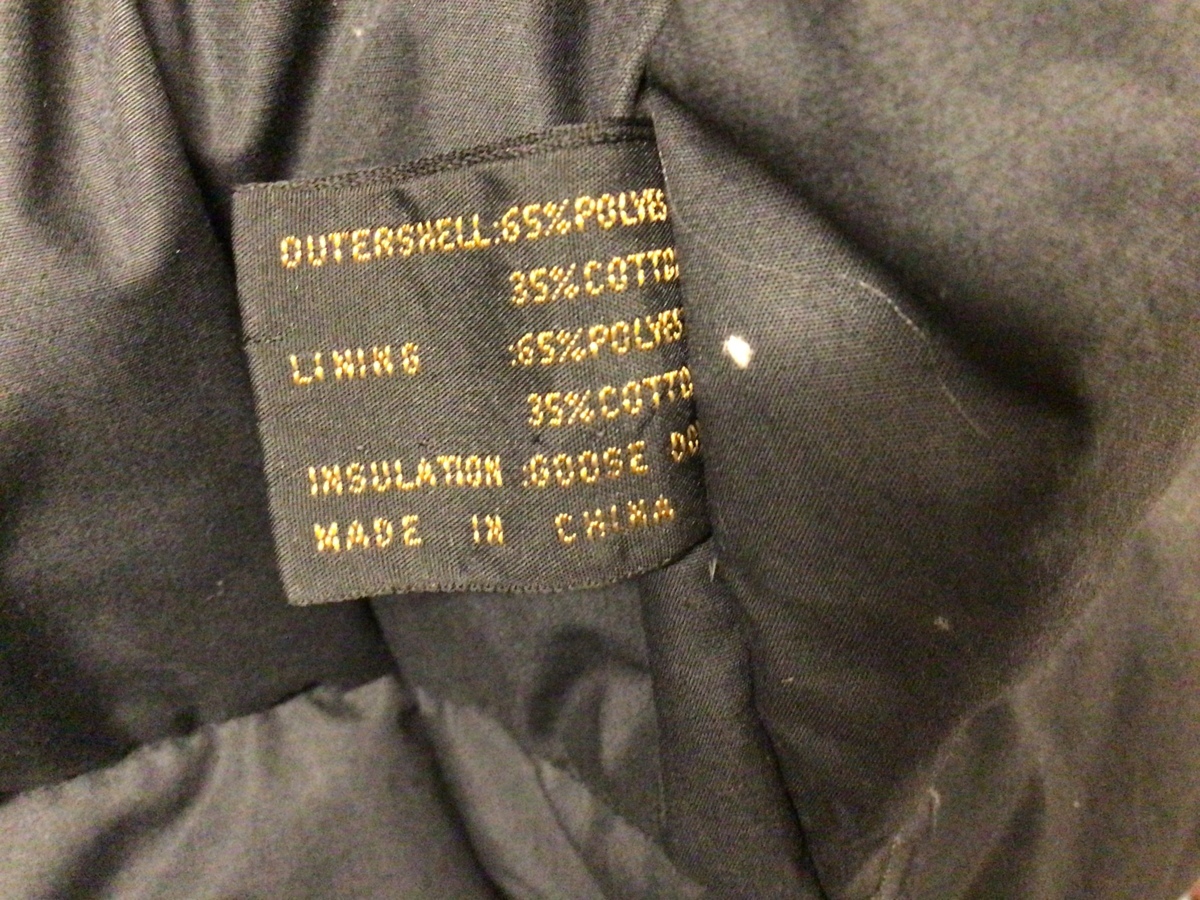 OUTERSHELL:65%POLYES
35%COTTO
LINING :65%POLYES
35%COTTO
INSULATION :GOOSE DO
MADE IN CHINA